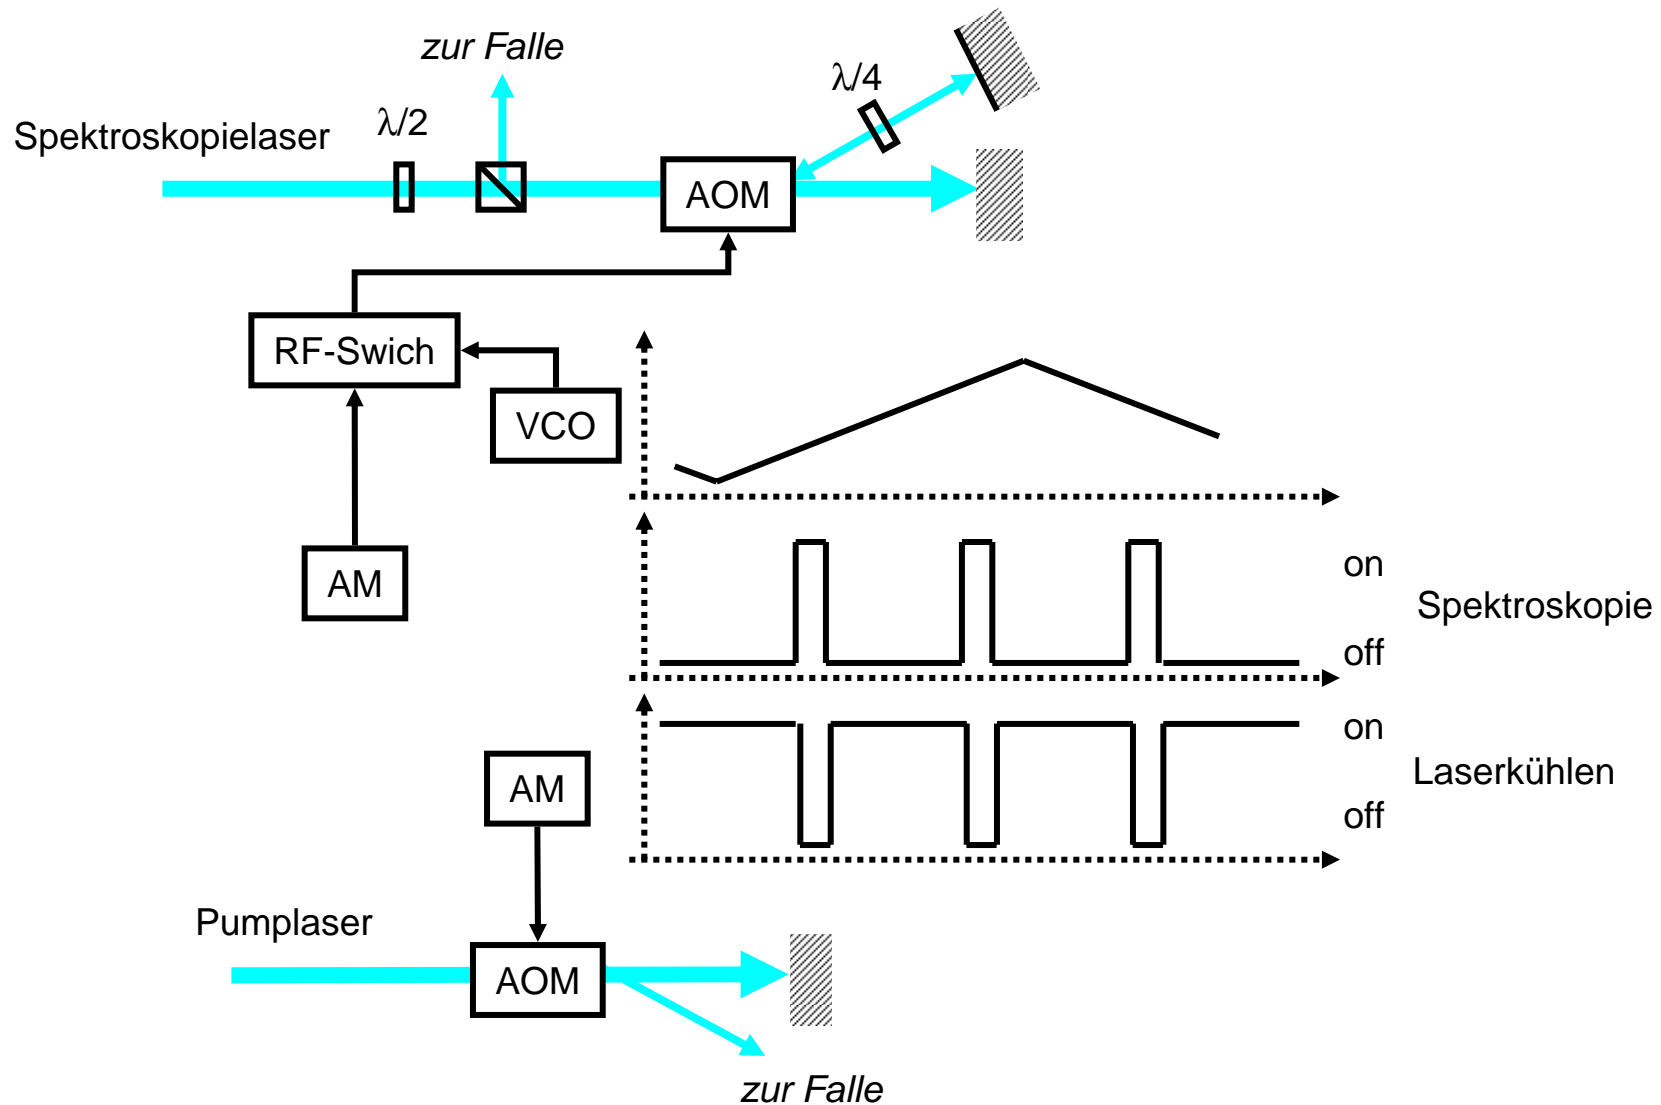 zur Falle
λ/4
Spektroskopielaser
λ/2
AOM
RF-Swich
VCO
AM
on
Spektroskopie
off
on
Laserkühlen
off
AM
Pumplaser
AOM
zur Falle